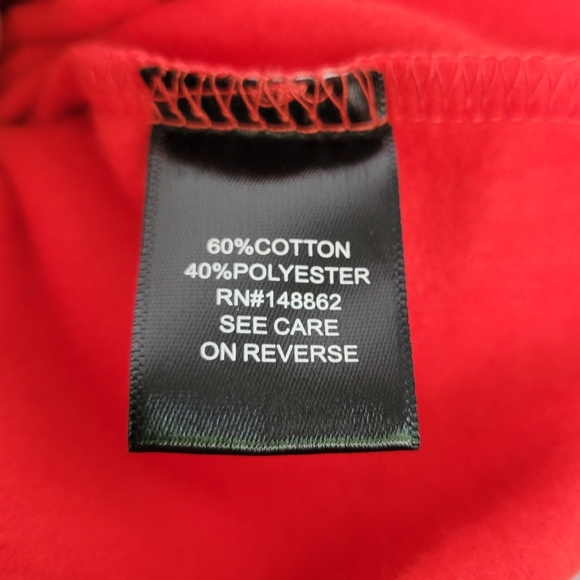 60%COTTON
40%POLYESTER
RN#148862
SEE CARE
ON REVERSE